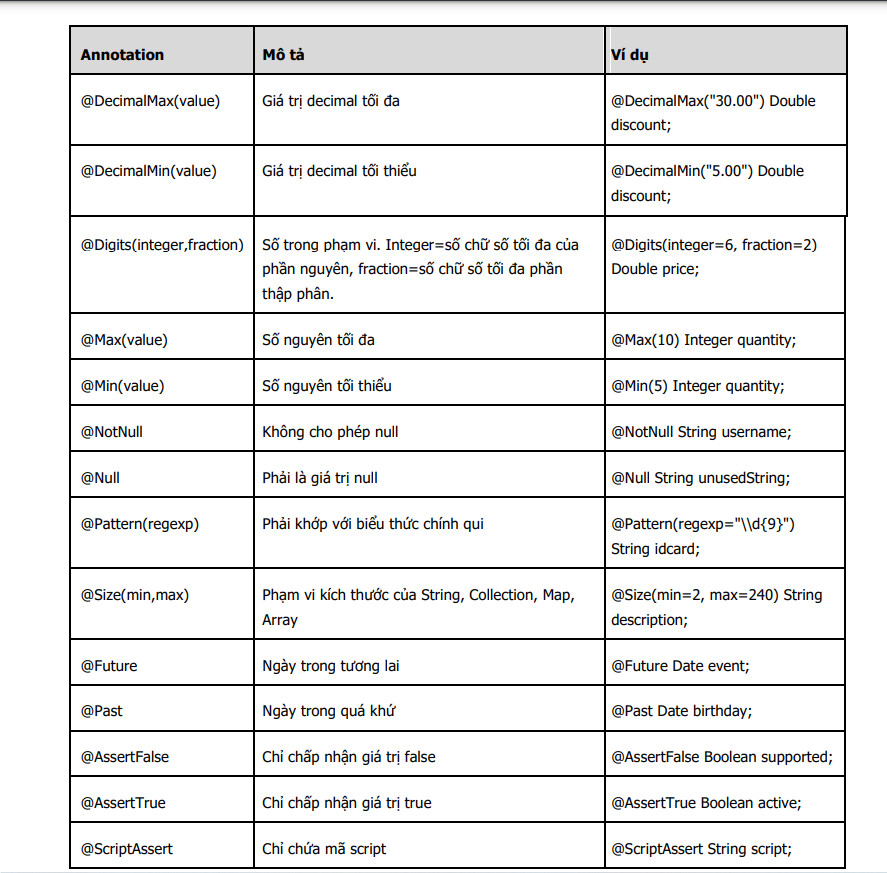 Annotation Mô tả Ví dụ
@DecimalMax(value) Giá trị decimal tối đa @DecimalMax("30.00") Double
discount;
@DecimalMin(value) Giá trị decimal tối thiểu @DecimalMin("5.00") Double
discount;
@Digits(integer,fraction) Số trong phạm vi. Integer=số chữ số tối đa của @Digits(integer=6, fraction=2)
phần nguyên, fraction=số chữ số tối đa phần Double price;
thập phân.
@Max(value) Số nguyên tối đa @Max(10) Integer quantity;
@Min(value) Số nguyên tối thiểu @Min(5) Integer quantity;
@NotNull Không cho phép null @NotNull String username;
@Null Phải là giá trị null @Null String unusedString;
@Pattern(regexp) Phải khớp với biểu thức chính qui @Pattern(regexp="\\d{9}")
String idcard;
@Size(min,max) Phạm vi kích thước của String, Collection, Map, @Size(min=2, max=240) String
Array description;
@Future Ngày trong tương lai @Future Date event;
@Past Ngày trong quá khứ @Past Date birthday;
@AssertFalse Chỉ chấp nhận giá trị false @AssertFalse Boolean supported;
@AssertTrue Chỉ chấp nhận giá trị true @AssertTrue Boolean active;
@ScriptAssert Chỉ chứa mã script @ScriptAssert String script;